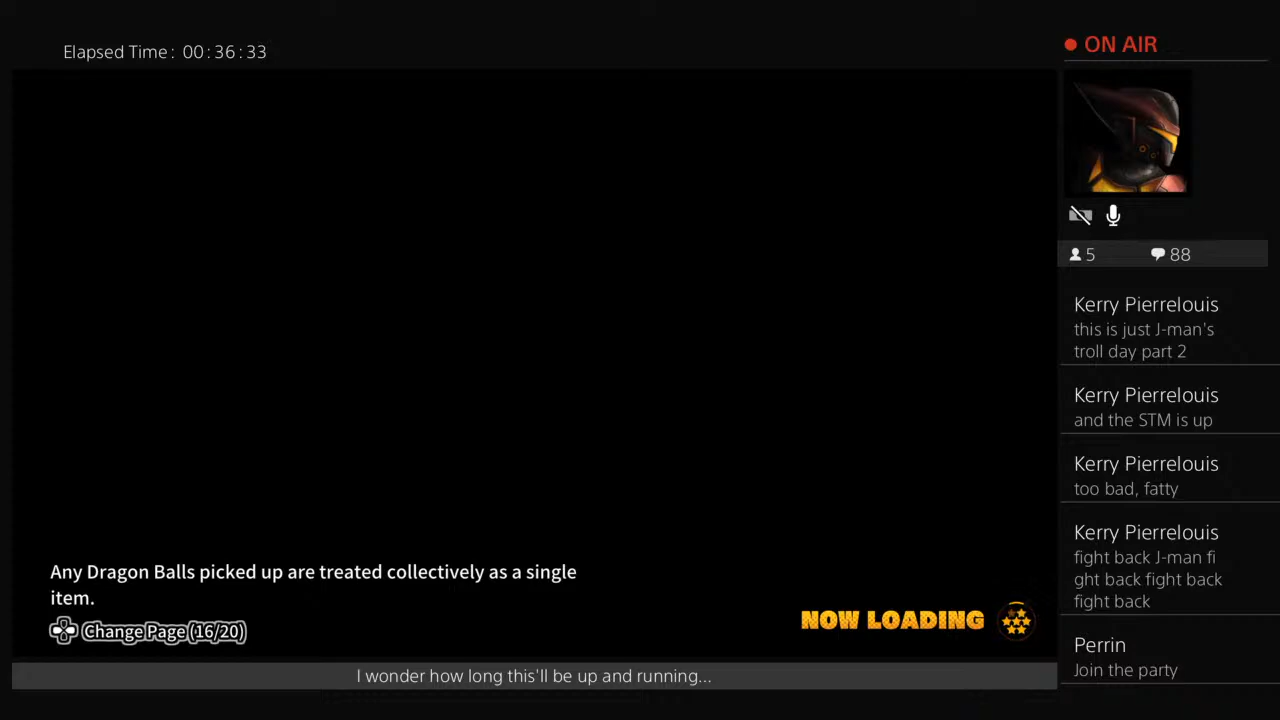 Elapsed Time: 00:36:33
ON AIR
5 88
Kerry Pierrelouis
this is just J-man's
troll day part 2
Kerry Pierrelouis
and the STM is up
Kerry Pierrelouis
too bad, fatty
Kerry Pierrelouis
fight back J-man fi
ght back fight back
fight back
Perrin
Join the party
Any Dragon Balls picked up are treated collectively as a single
item.
Change Page (16/20)
NOW LOADING
I wonder how long this'll be up and running...